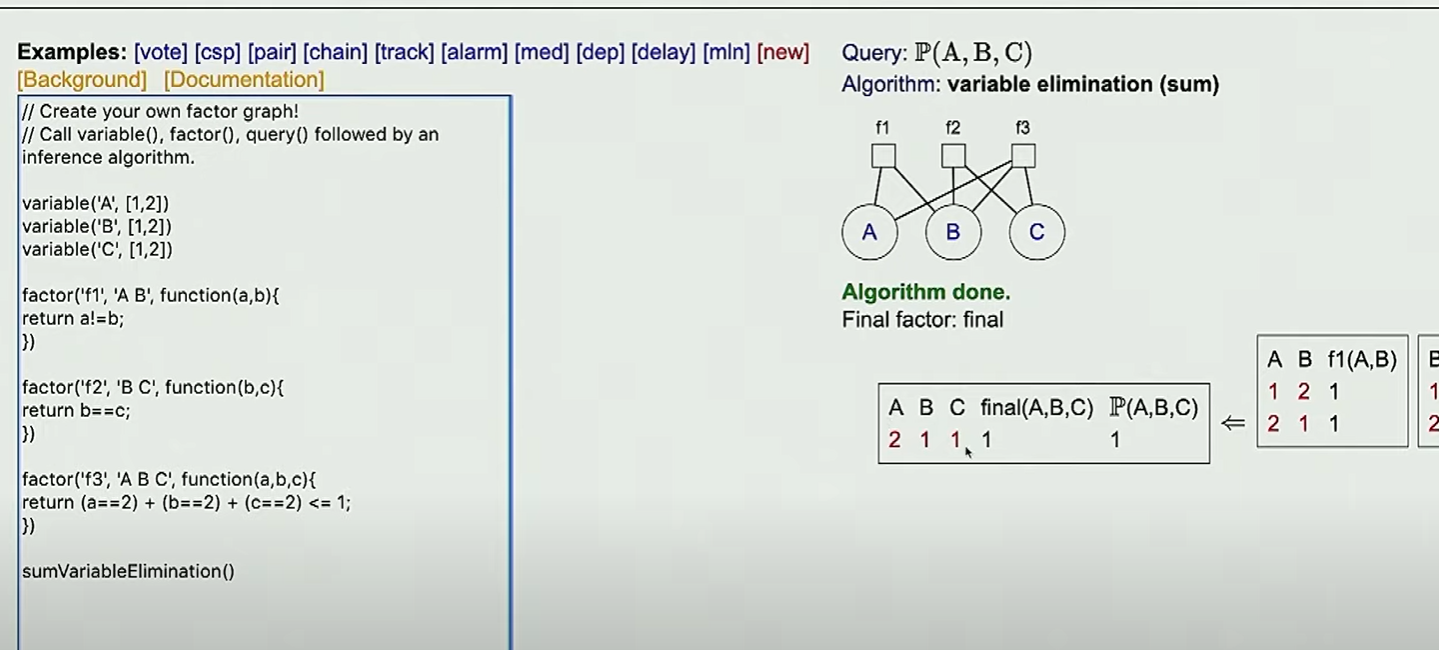 Examples: [vote] [csp] [pair] [chain] [track] [alarm] [med] [dep] [delay] [mln] [new]
[Background] [Documentation]
// Create your own factor graph!
// Call variable(), factor(), query() followed by an
inference algorithm.
variable('A', [1,2])
variable('B', [1,2])
variable('C', [1,2])
factor('f1', 'A B', function(a,b){
return a!=b;
})
factor('f2', 'B C', function(b,c){
return b==c;
})
factor('f3', 'A B C', function(a,b,c){
return (a==2) + (b==2) + (c==2) <= 1;
})
sumVariableElimination()
Query: ℙ(A, B, C)
Algorithm: variable elimination (sum)
f1 f2 f3
A B C
Algorithm done.
Final factor: final
A B C final(A,B,C) ℙ(A,B,C)
2 1 1 1 1
⇐
A B f1(A,B)
1 2 1
2 1 1
B
1
2